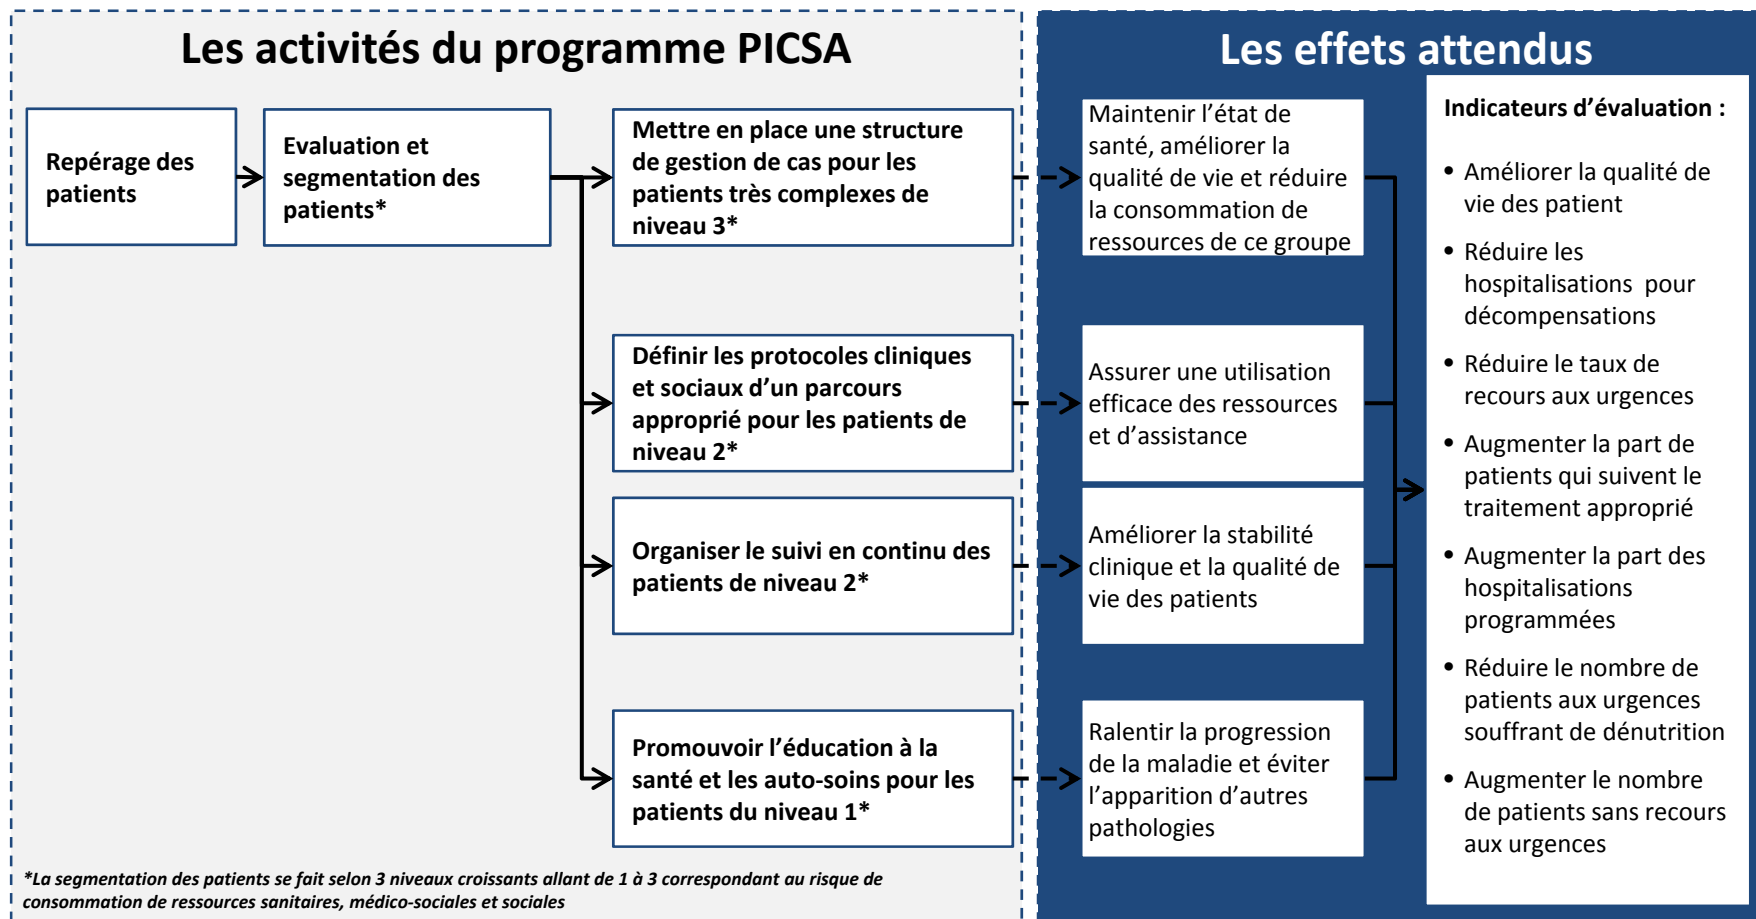 Les activités du programme PICSA
Repérage des
patients
Evaluation et
segmentation des
patients*
Mettre en place une structure
de gestion de cas pour les
patients très complexes de
niveau 3*
Définir les protocoles cliniques
et sociaux d’un parcours
approprié pour les patients de
niveau 2*
Organiser le suivi en continu des
patients de niveau 2*
Promouvoir l’éducation à la
santé et les auto-soins pour les
patients du niveau 1*
*La segmentation des patients se fait selon 3 niveaux croissants allant de 1 à 3 correspondant au risque de
consommation de ressources sanitaires, médico-sociales et sociales
Les effets attendus
Maintenir l’état de
santé, améliorer la
qualité de vie et réduire
la consommation de
ressources de ce groupe
Assurer une utilisation
efficace des ressources
et d’assistance
Améliorer la stabilité
clinique et la qualité de
vie des patients
Ralentir la progression
de la maladie et éviter
l’apparition d’autres
pathologies
Indicateurs d’évaluation :
• Améliorer la qualité de
vie des patient
• Réduire les
hospitalisations pour
décompensations
• Réduire le taux de
recours aux urgences
• Augmenter la part de
patients qui suivent le
traitement approprié
• Augmenter la part des
hospitalisations
programmées
• Réduire le nombre de
patients aux urgences
souffrant de dénutrition
• Augmenter le nombre
de patients sans recours
aux urgences